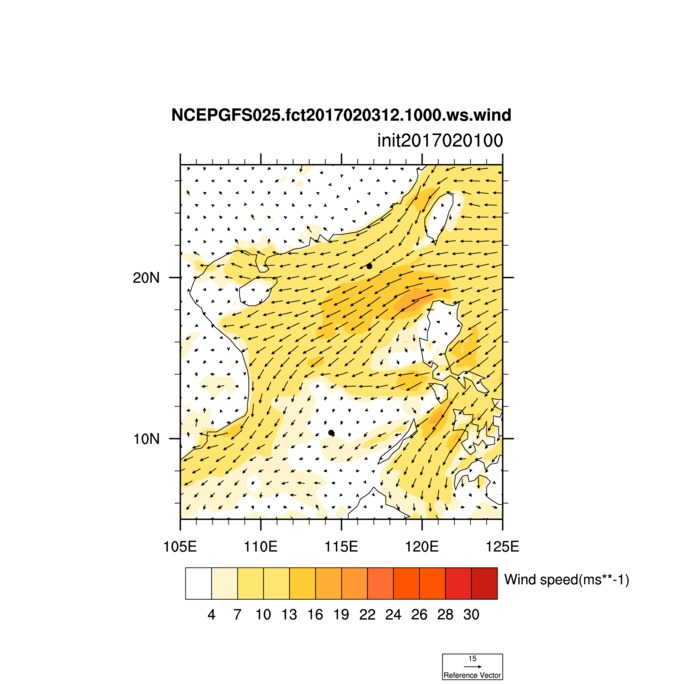 NCEPGFS025.fct2017020312.1000.ws.wind
init2017020100
20N
10N
105E 110E 115E 120E 125E
Wind speed(ms**-1)
4 7 10 13 16 19 22 24 26 28 30
15
Reference Vector